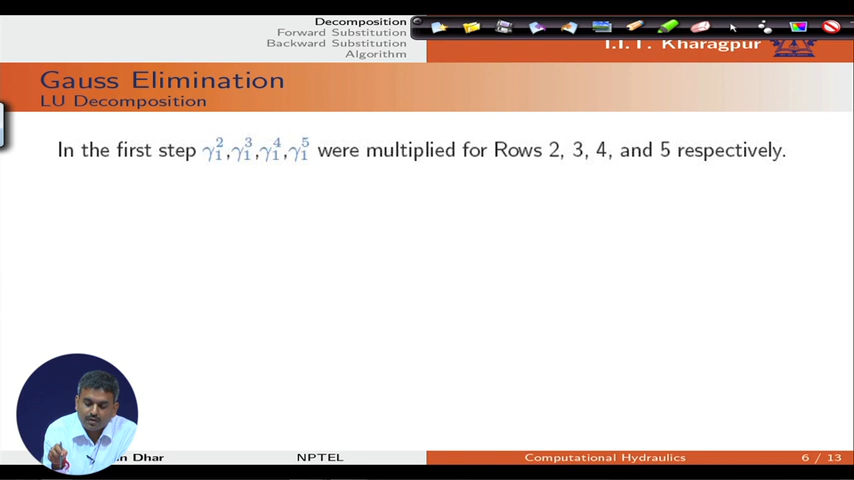 Decomposition
Forward Substitution
Backward Substitution
Algorithm
I.I.T. Kharagpur
Gauss Elimination
LU Decomposition
In the first step γ₁²,γ₁³,γ₁⁴,γ₁⁵ were multiplied for Rows 2, 3, 4, and 5 respectively.
Dhar NPTEL Computational Hydraulics 6 / 13